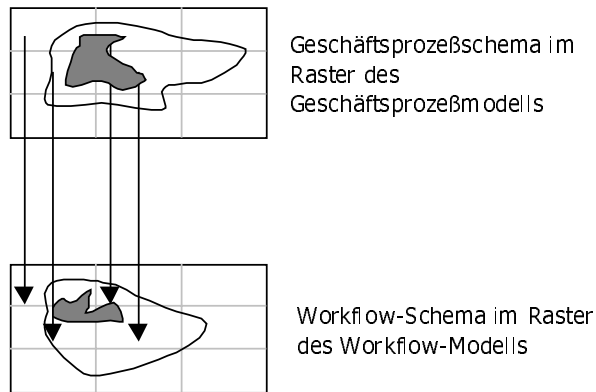 Geschäftsprozeßschema im
Raster des
Geschäftsprozeßmodells
Workflow-Schema im Raster
des Workflow-Modells